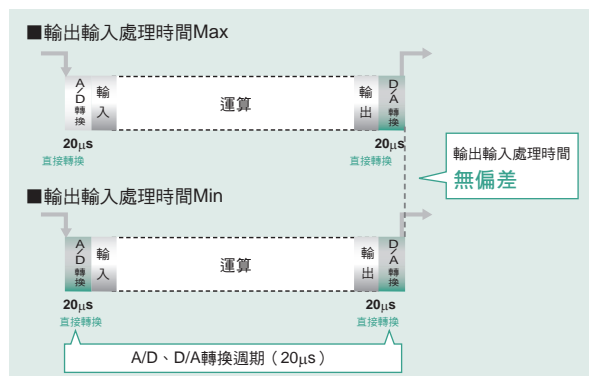 ■輸出輸入處理時間Max
A/D轉換
輸入
運算
輸出
D/A轉換
20μs
直接轉換
20μs
直接轉換
輸出輸入處理時間
無偏差
■輸出輸入處理時間Min
A/D轉換
輸入
運算
輸出
D/A轉換
20μs
直接轉換
20μs
直接轉換
A/D、D/A轉換週期（20μs）